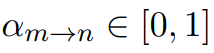 α_{m→n} ∈ [0, 1]